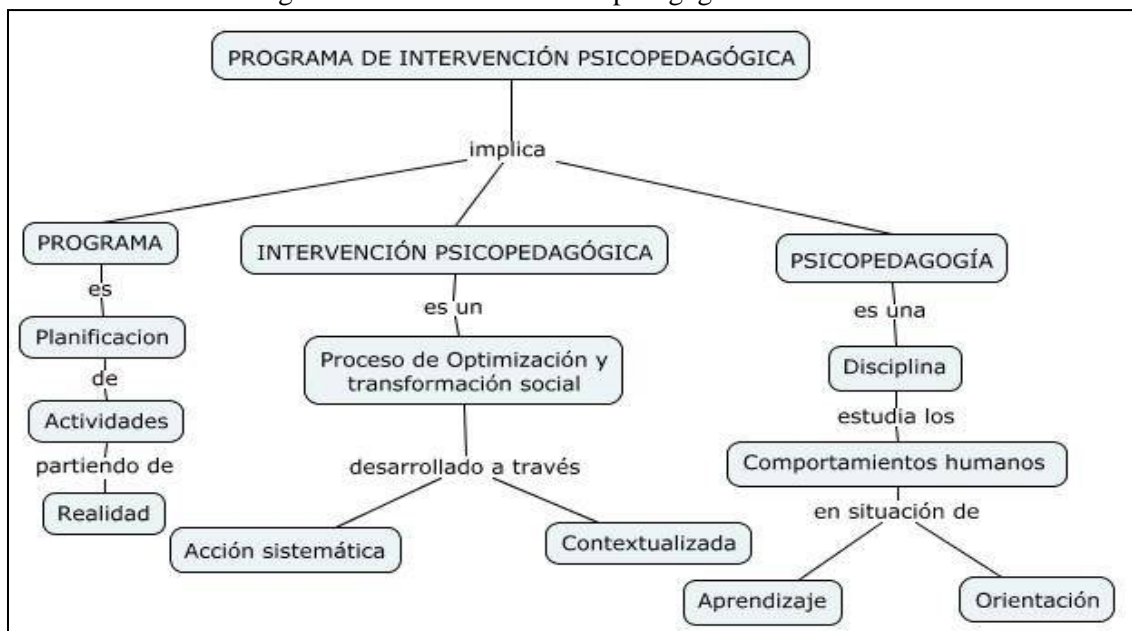 PROGRAMA DE INTERVENCIÓN PSICOPEDAGÓGICA
implica
PROGRAMA
es
Planificacion
de
Actividades
partiendo de
Realidad
INTERVENCIÓN PSICOPEDAGÓGICA
es un
Proceso de Optimización y
transformación social
desarrollado a través
Acción sistemática
Contextualizada
PSICOPEDAGOGÍA
es una
Disciplina
estudia los
Comportamientos humanos
en situación de
Aprendizaje
Orientación